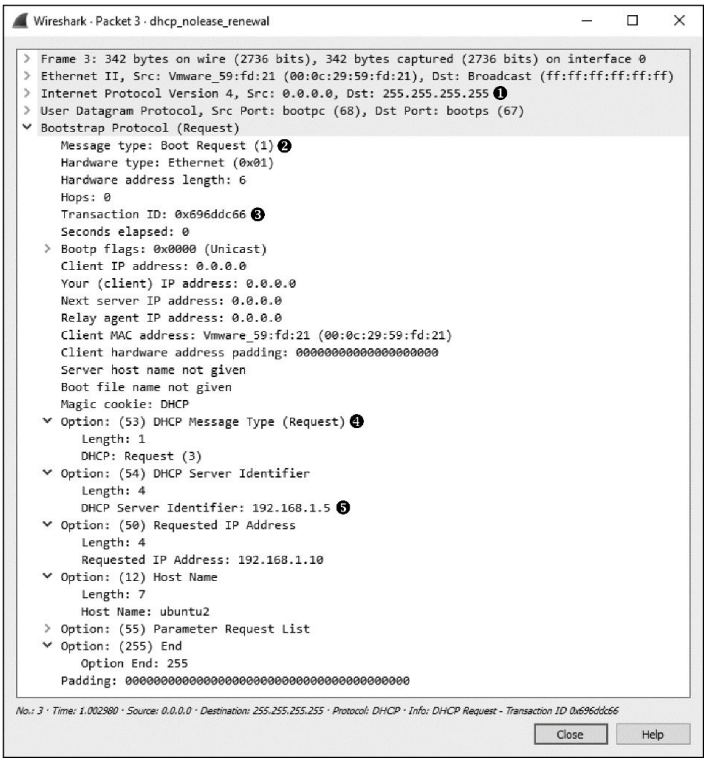 Wireshark · Packet 3 · dhcp_nolease_renewal
> Frame 3: 342 bytes on wire (2736 bits), 342 bytes captured (2736 bits) on interface 0
> Ethernet II, Src: Vmware_59:fd:21 (00:0c:29:59:fd:21), Dst: Broadcast (ff:ff:ff:ff:ff:ff)
> Internet Protocol Version 4, Src: 0.0.0.0, Dst: 255.255.255.255 ❶
> User Datagram Protocol, Src Port: bootpc (68), Dst Port: bootps (67)
Bootstrap Protocol (Request)
Message type: Boot Request (1) ❷
Hardware type: Ethernet (0x01)
Hardware address length: 6
Hops: 0
Transaction ID: 0x696ddc66 ❸
Seconds elapsed: 0
> Bootp flags: 0x0000 (Unicast)
Client IP address: 0.0.0.0
Your (client) IP address: 0.0.0.0
Next server IP address: 0.0.0.0
Relay agent IP address: 0.0.0.0
Client MAC address: Vmware_59:fd:21 (00:0c:29:59:fd:21)
Client hardware address padding: 00000000000000000000
Server host name not given
Boot file name not given
Magic cookie: DHCP
Option: (53) DHCP Message Type (Request) ❹
Length: 1
DHCP: Request (3)
Option: (54) DHCP Server Identifier
Length: 4
DHCP Server Identifier: 192.168.1.5 ❺
Option: (50) Requested IP Address
Length: 4
Requested IP Address: 192.168.1.10
Option: (12) Host Name
Length: 7
Host Name: ubuntu2
> Option: (55) Parameter Request List
Option: (255) End
Option End: 255
Padding: 000000000000000000000000000000000000000000
No.: 3 · Time: 1.002980 · Source: 0.0.0.0 · Destination: 255.255.255.255 · Protocol: DHCP · Info: DHCP Request - Transaction ID 0x696ddc66
Close
Help